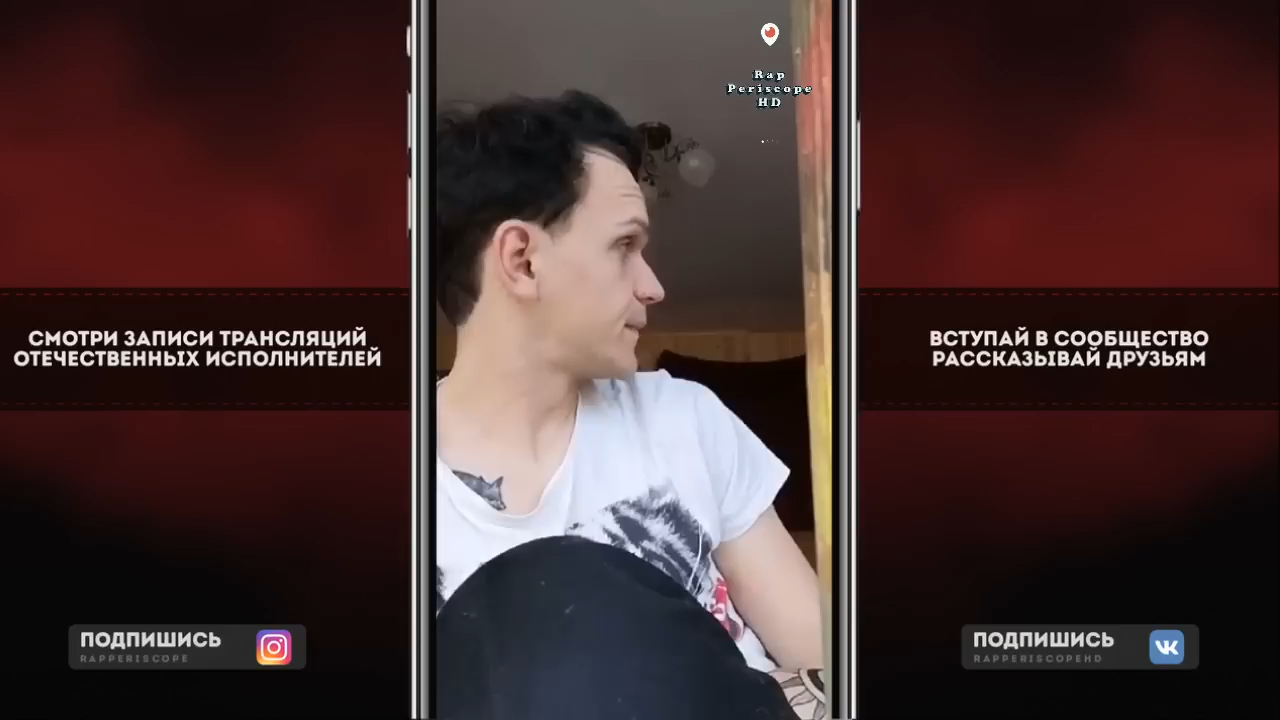 Rap
Periscope
HD
СМОТРИ ЗАПИСИ ТРАНСЛЯЦИЙ
ОТЕЧЕСТВЕННЫХ ИСПОЛНИТЕЛЕЙ
ВСТУПАЙ В СООБЩЕСТВО
РАССКАЗЫВАЙ ДРУЗЬЯМ
ПОДПИШИСЬ
RAPPERISCOPE
ПОДПИШИСЬ
RAPPERISCOPEHD